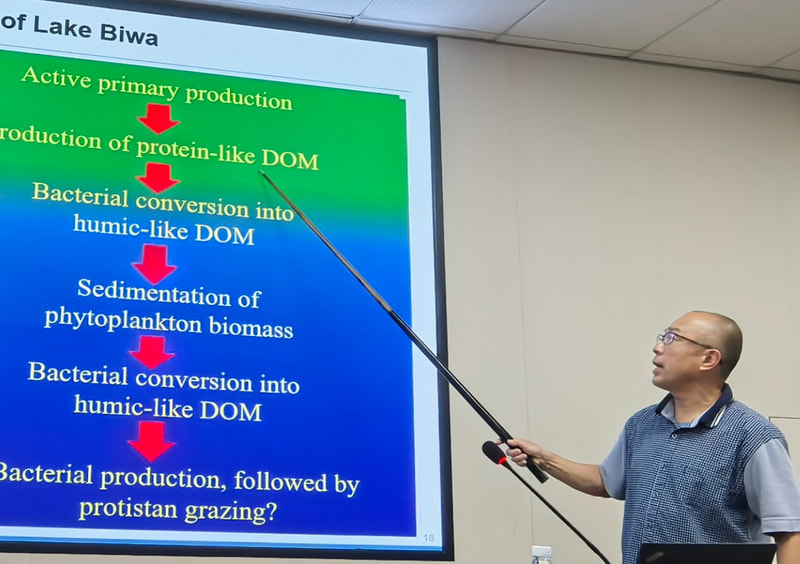 of Lake Biwa
Active primary production
roduction of protein-like DOM
Bacterial conversion into
humic-like DOM
Sedimentation of
phytoplankton biomass
Bacterial conversion into
humic-like DOM
Bacterial production, followed by
protistan grazing?
18